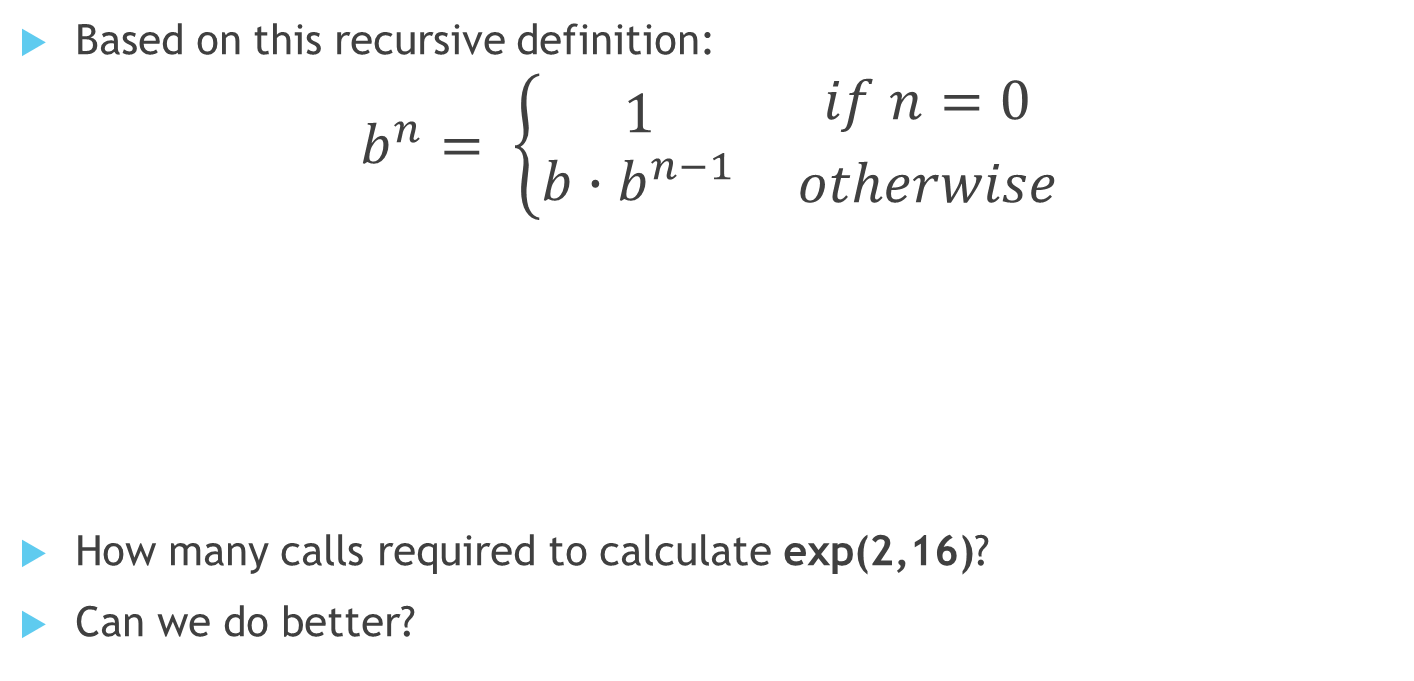 ▶ Based on this recursive definition:
bⁿ = { 1 if n = 0
b · bⁿ⁻¹ otherwise
▶ How many calls required to calculate exp(2,16)?
▶ Can we do better?